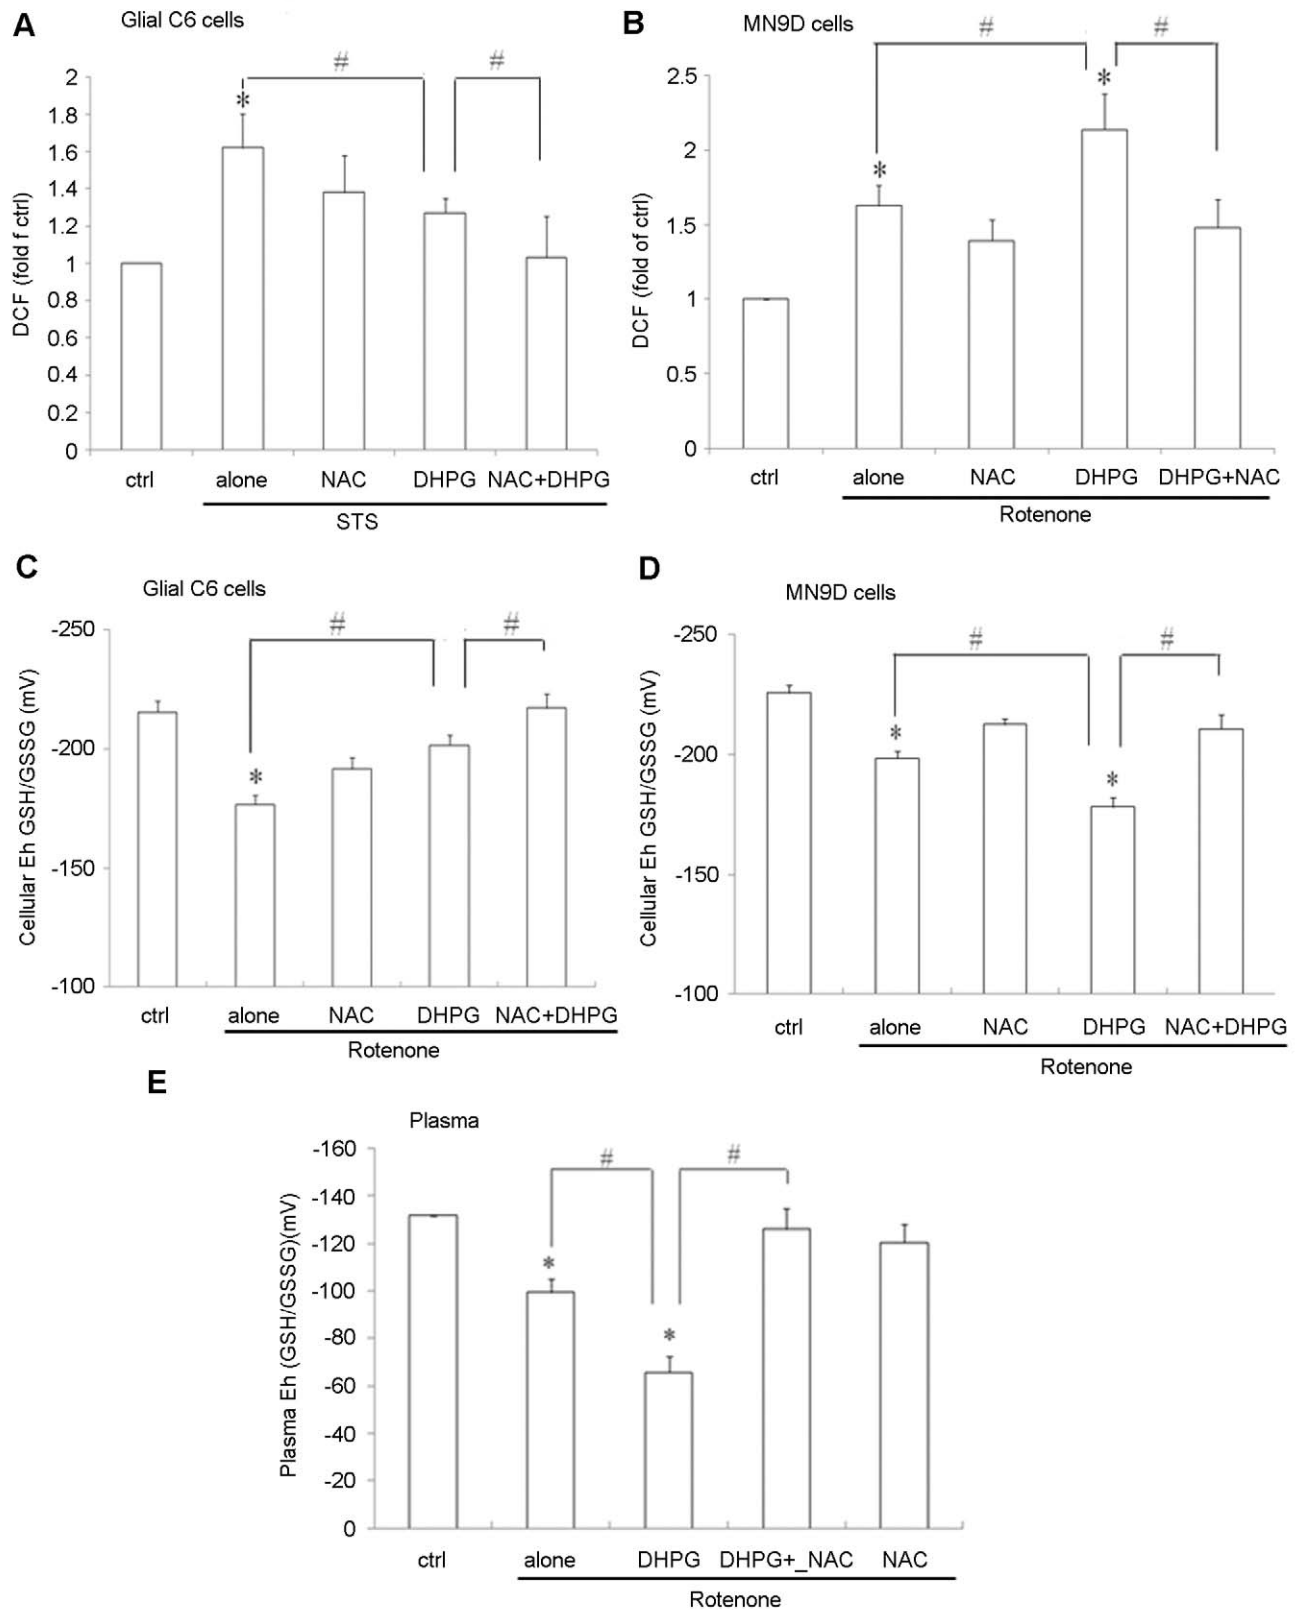 A
Glial C6 cells
#
#
*
DCF (fold f ctrl)
2
1.8
1.6
1.4
1.2
1
0.8
0.6
0.4
0.2
0
ctrl
alone
NAC
DHPG
NAC+DHPG
STS
B
MN9D cells
#
#
*
*
DCF (fold of ctrl)
2.5
2
1.5
1
0.5
0
ctrl
alone
NAC
DHPG
DHPG+NAC
Rotenone
C
Glial C6 cells
#
#
*
Cellular Eh GSH/GSSG (mV)
-250
-200
-150
-100
ctrl
alone
NAC
DHPG
NAC+DHPG
Rotenone
D
MN9D cells
#
#
*
*
Cellular Eh GSH/GSSG (mV)
-250
-200
-150
-100
ctrl
alone
NAC
DHPG
NAC+DHPG
Rotenone
E
Plasma
#
#
*
*
Plasma Eh (GSH/GSSG)(mV)
-160
-140
-120
-100
-80
-60
-40
-20
0
ctrl
alone
DHPG
DHPG+_NAC
NAC
Rotenone